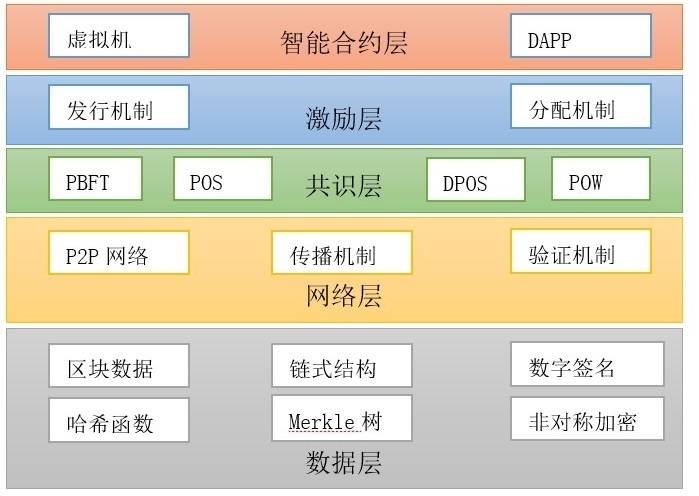 虚拟机
智能合约层
DAPP
发行机制
激励层
分配机制
PBFT
POS
共识层
DPOS
POW
P2P 网络
传播机制
验证机制
网络层
区块数据
链式结构
数字签名
哈希函数
Merkle 树
非对称加密
数据层